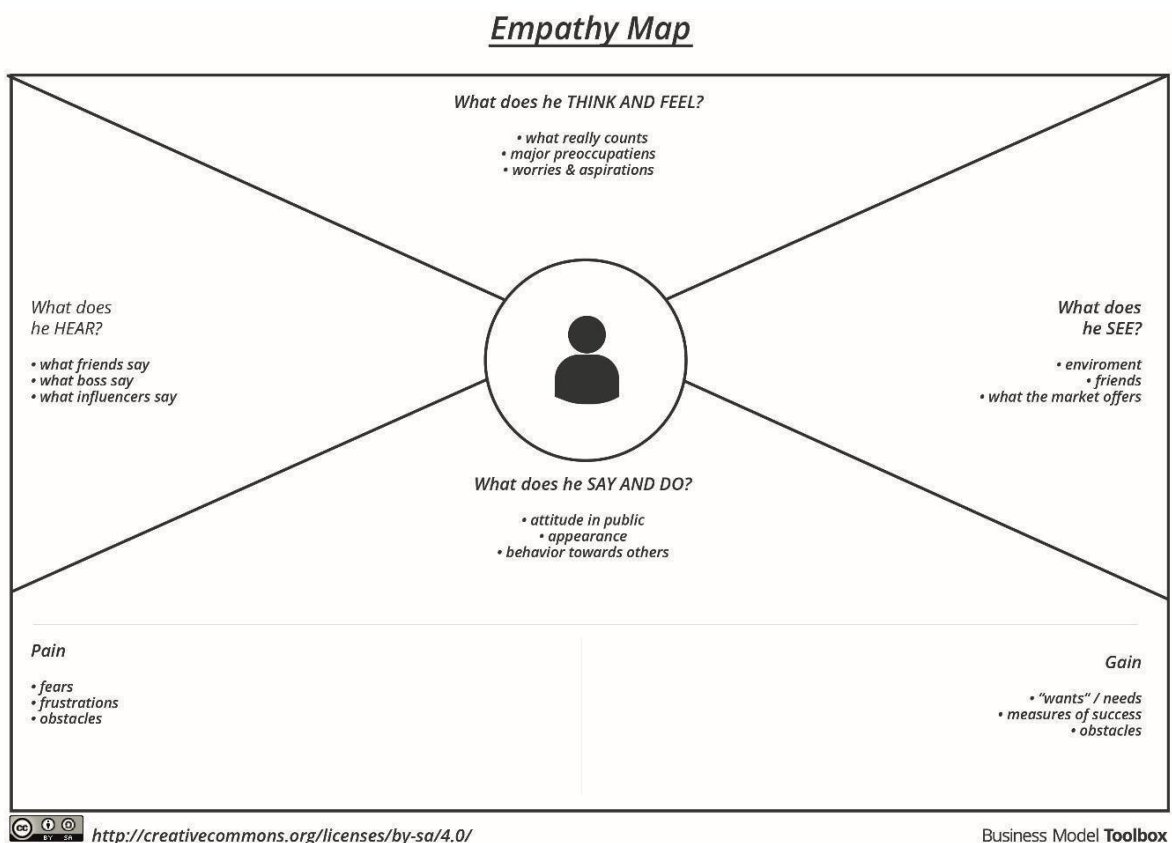 Empathy Map
What does he THINK AND FEEL?
• what really counts
• major preoccupatiens
• worries & aspirations
What does
he HEAR?
• what friends say
• what boss say
• what influencers say
What does
he SEE?
• enviroment
• friends
• what the market offers
What does he SAY AND DO?
• attitude in public
• appearance
• behavior towards others
Pain
• fears
• frustrations
• obstacles
Gain
• “wants“ / needs
• measures of success
• obstacles
cc BY SA http://creativecommons.org/licenses/by-sa/4.0/
Business Model Toolbox